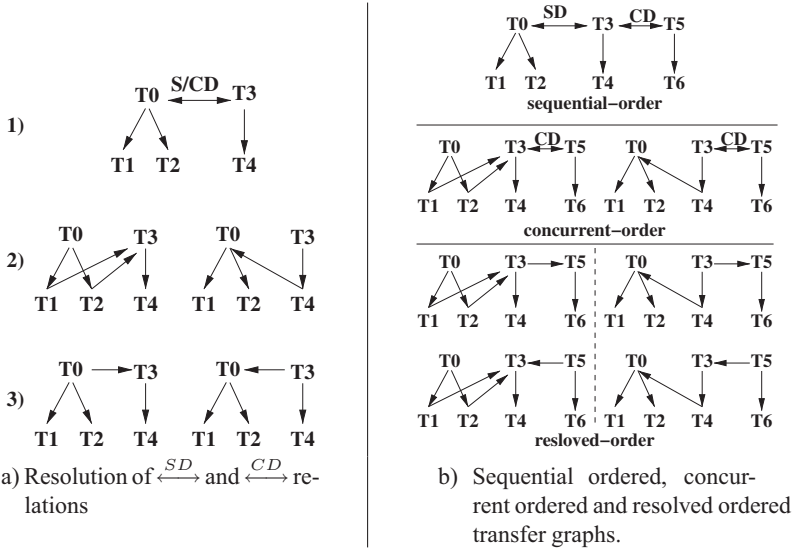 S/CD
T0 T3
1)
T1 T2 T4
T0 T3 T0 T3
2)
T1 T2 T4 T1 T2 T4
T0 T3 T0 T3
3)
T1 T2 T4 T1 T2 T4
a) Resolution of SD and CD re-
lations
SD CD
T0 T3 T5
T1 T2 T4 T6
sequential-order
CD CD
T0 T3 T5 T0 T3 T5
T1 T2 T4 T6 T1 T2 T4 T6
concurrent-order
T0 T3 T5 T0 T3 T5
T1 T2 T4 T6 T1 T2 T4 T6
T0 T3 T5 T0 T3 T5
T1 T2 T4 T6 T1 T2 T4 T6
resloved-order
b) Sequential ordered, concur-
rent ordered and resolved ordered
transfer graphs.